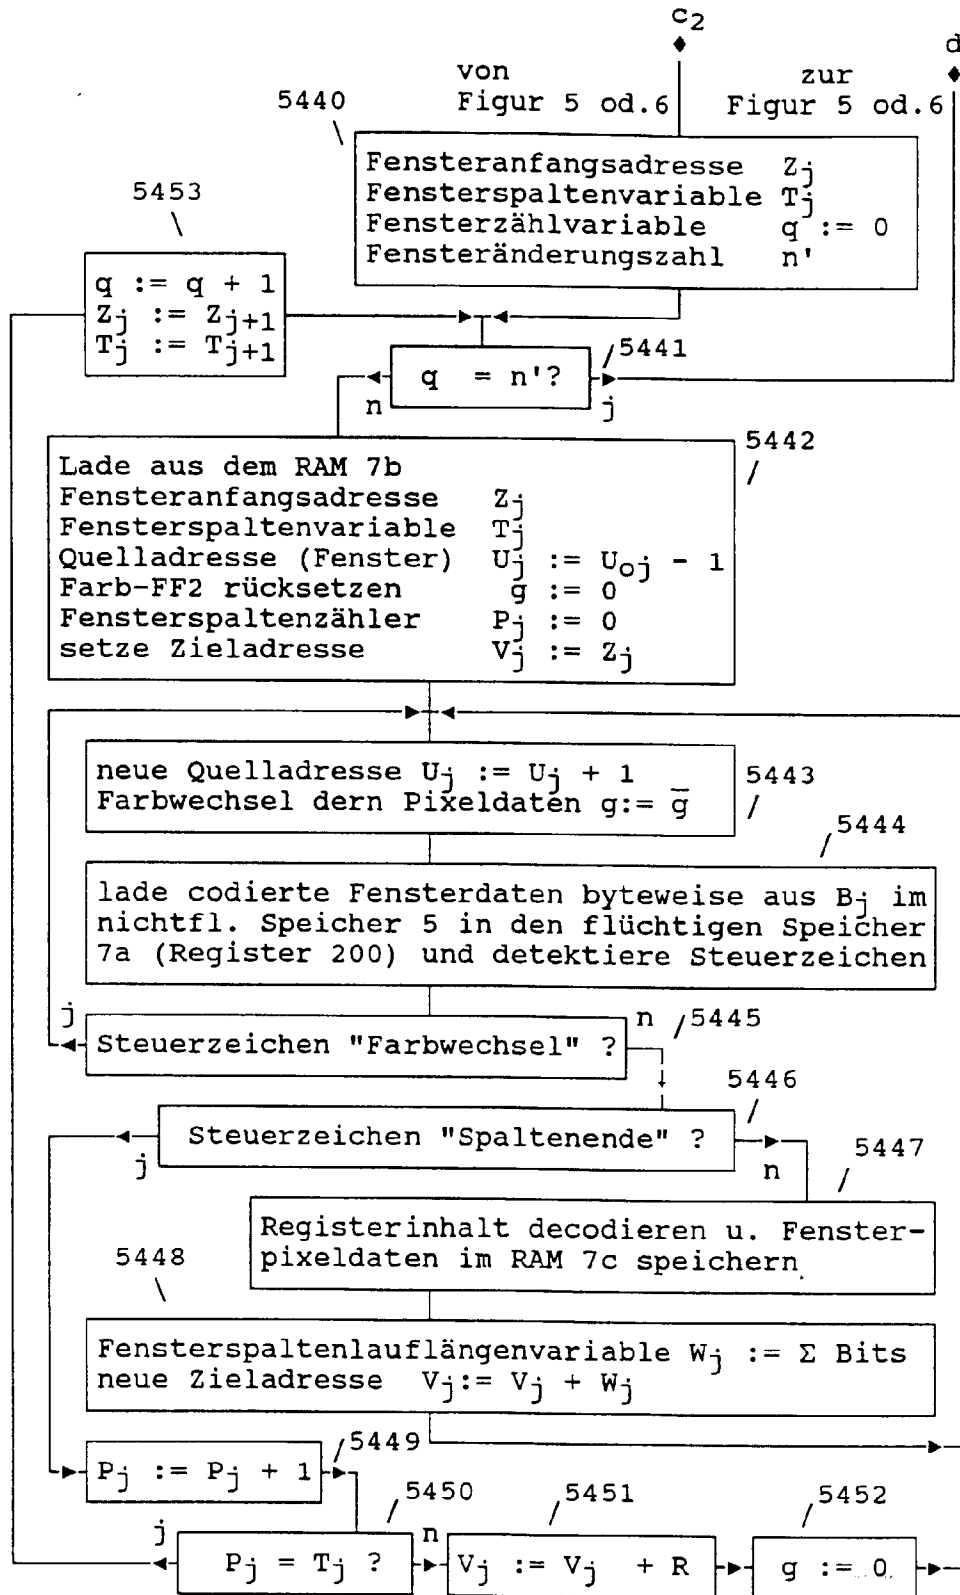 c2
d
von
Figur 5 od.6
zur
Figur 5 od.6
5440
Fensteranfangsadresse Zj
Fensterspaltenvariable Tj
Fensterzählvariable q := 0
Fensteränderungszahl n'
5453
q := q + 1
Zj := Zj+1
Tj := Tj+1
5441
q = n'?
n
j
5442
Lade aus dem RAM 7b
Fensteranfangsadresse Zj
Fensterspaltenvariable Tj
Quelladresse (Fenster) Uj := Uoj - 1
Farb-FF2 rücksetzen g := 0
Fensterspaltenzähler Pj := 0
setze Zieladresse Vj := Zj
neue Quelladresse Uj := Uj + 1
Farbwechsel dern Pixeldaten g:= g̅
5443
5444
lade codierte Fensterdaten byteweise aus Bj im
nichtfl. Speicher 5 in den flüchtigen Speicher
7a (Register 200) und detektiere Steuerzeichen
j
Steuerzeichen "Farbwechsel" ?
n
5445
5446
Steuerzeichen "Spaltenende" ?
j
n
5447
Registerinhalt decodieren u. Fenster-
pixeldaten im RAM 7c speichern
5448
Fensterspaltenlauflängenvariable Wj := Σ Bits
neue Zieladresse Vj:= Vj + Wj
5449
Pj := Pj + 1
5450
5451
5452
j
Pj = Tj ?
n
Vj := Vj + R
g := 0